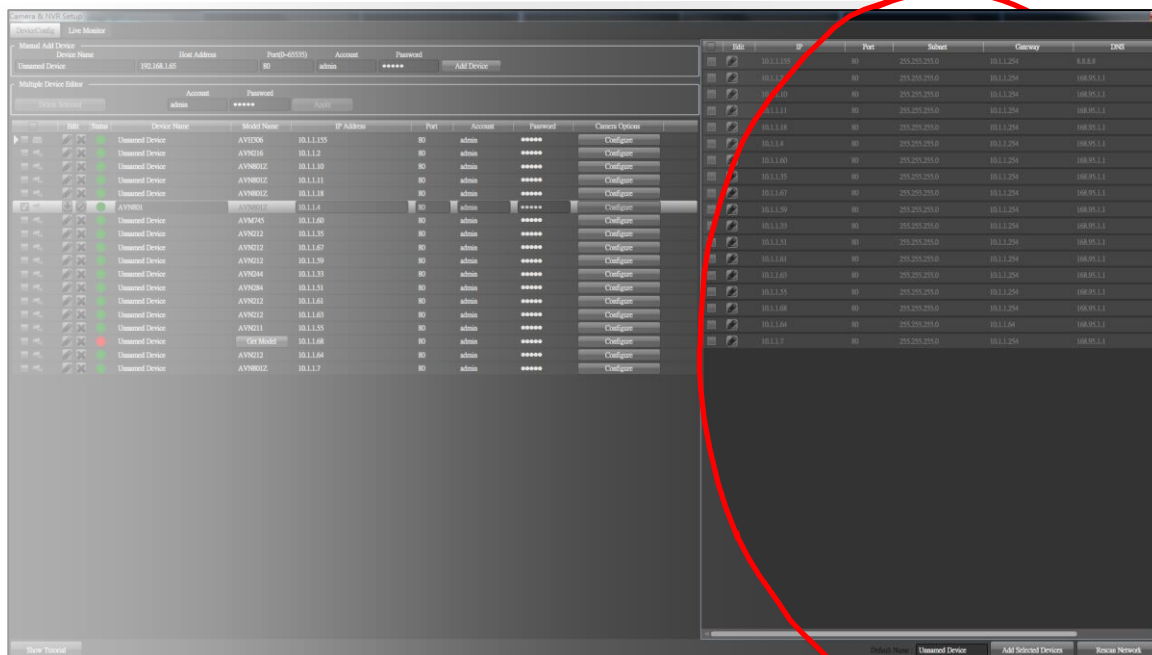 Camera & NVR Setup
DeviceConfig Live Monitor
Manual Add Device
Device Name Host Address Port(0~65535) Account Password
Unnamed Device 192.168.1.65 80 admin ●●●●● Add Device
Multiple Device Editor
Account Password
Delete Selected admin ●●●●● Apply
Edit Status Device Name Model Name IP Address Port Account Password Camera Options
Unnamed Device AVH306 10.1.1.155 80 admin ●●●●● Configure
Unnamed Device AVN216 10.1.1.2 80 admin ●●●●● Configure
Unnamed Device AVN801Z 10.1.1.10 80 admin ●●●●● Configure
Unnamed Device AVN801Z 10.1.1.11 80 admin ●●●●● Configure
Unnamed Device AVN801Z 10.1.1.18 80 admin ●●●●● Configure
AVN801 AVN801Z 10.1.1.4 80 admin ●●●●● Configure
Unnamed Device AVM745 10.1.1.60 80 admin ●●●●● Configure
Unnamed Device AVN212 10.1.1.35 80 admin ●●●●● Configure
Unnamed Device AVN212 10.1.1.67 80 admin ●●●●● Configure
Unnamed Device AVN212 10.1.1.59 80 admin ●●●●● Configure
Unnamed Device AVN244 10.1.1.33 80 admin ●●●●● Configure
Unnamed Device AVN284 10.1.1.51 80 admin ●●●●● Configure
Unnamed Device AVN212 10.1.1.61 80 admin ●●●●● Configure
Unnamed Device AVN212 10.1.1.63 80 admin ●●●●● Configure
Unnamed Device AVN211 10.1.1.55 80 admin ●●●●● Configure
Unnamed Device Get Model 10.1.1.68 80 admin ●●●●● Configure
Unnamed Device AVN212 10.1.1.64 80 admin ●●●●● Configure
Unnamed Device AVN801Z 10.1.1.7 80 admin ●●●●● Configure
Edit IP Port Subnet Gateway DNS
10.1.1.155 80 255.255.255.0 10.1.1.254 8.8.8.8
80 255.255.255.0 10.1.1.254 168.95.1.1
80 255.255.255.0 10.1.1.254 168.95.1.1
10.1.1.11 80 255.255.255.0 10.1.1.254 168.95.1.1
10.1.1.18 80 255.255.255.0 10.1.1.254 168.95.1.1
10.1.1.4 80 255.255.255.0 10.1.1.254 168.95.1.1
10.1.1.60 80 255.255.255.0 10.1.1.254 168.95.1.1
10.1.1.35 80 255.255.255.0 10.1.1.254 168.95.1.1
10.1.1.67 80 255.255.255.0 10.1.1.254 168.95.1.1
10.1.1.59 80 255.255.255.0 10.1.1.254 168.95.1.1
10.1.1.33 80 255.255.255.0 10.1.1.254 168.95.1.1
10.1.1.51 80 255.255.255.0 10.1.1.254 168.95.1.1
10.1.1.61 80 255.255.255.0 10.1.1.254 168.95.1.1
10.1.1.63 80 255.255.255.0 10.1.1.254 168.95.1.1
10.1.1.55 80 255.255.255.0 10.1.1.254 168.95.1.1
10.1.1.68 80 255.255.255.0 10.1.1.254 168.95.1.1
10.1.1.64 80 255.255.255.0 10.1.1.64 168.95.1.1
10.1.1.7 80 255.255.255.0 10.1.1.254 168.95.1.1
Show Tutorial Default Name Unnamed Device Add Selected Devices Rescan Network